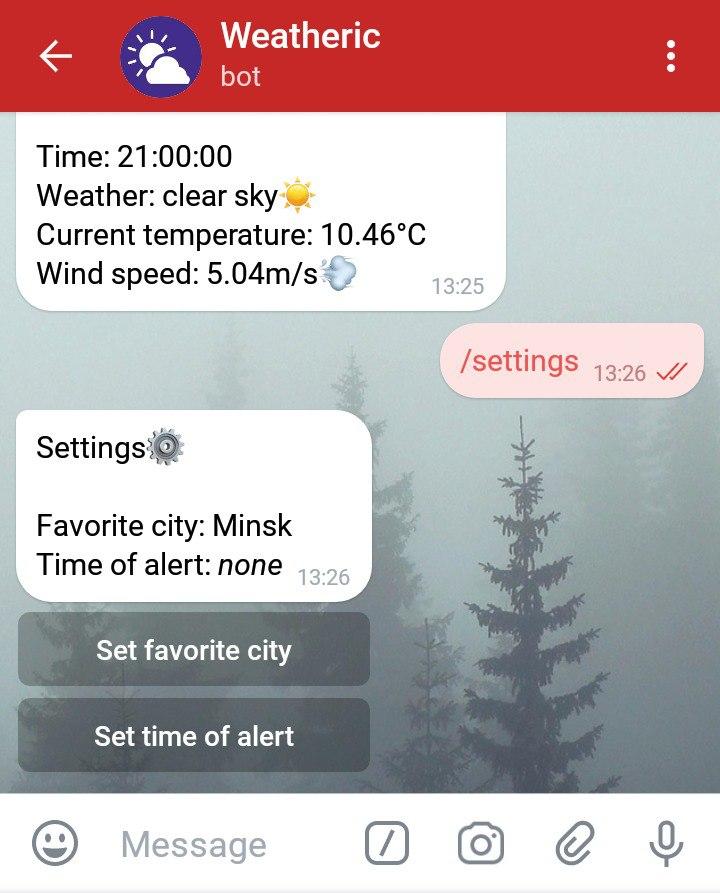 Weatheric
bot
Time: 21:00:00
Weather: clear sky☀️
Current temperature: 10.46°C
Wind speed: 5.04m/s💨
13:25
/settings 13:26
Settings⚙️
Favorite city: Minsk
Time of alert: none 13:26
Set favorite city
Set time of alert
Message